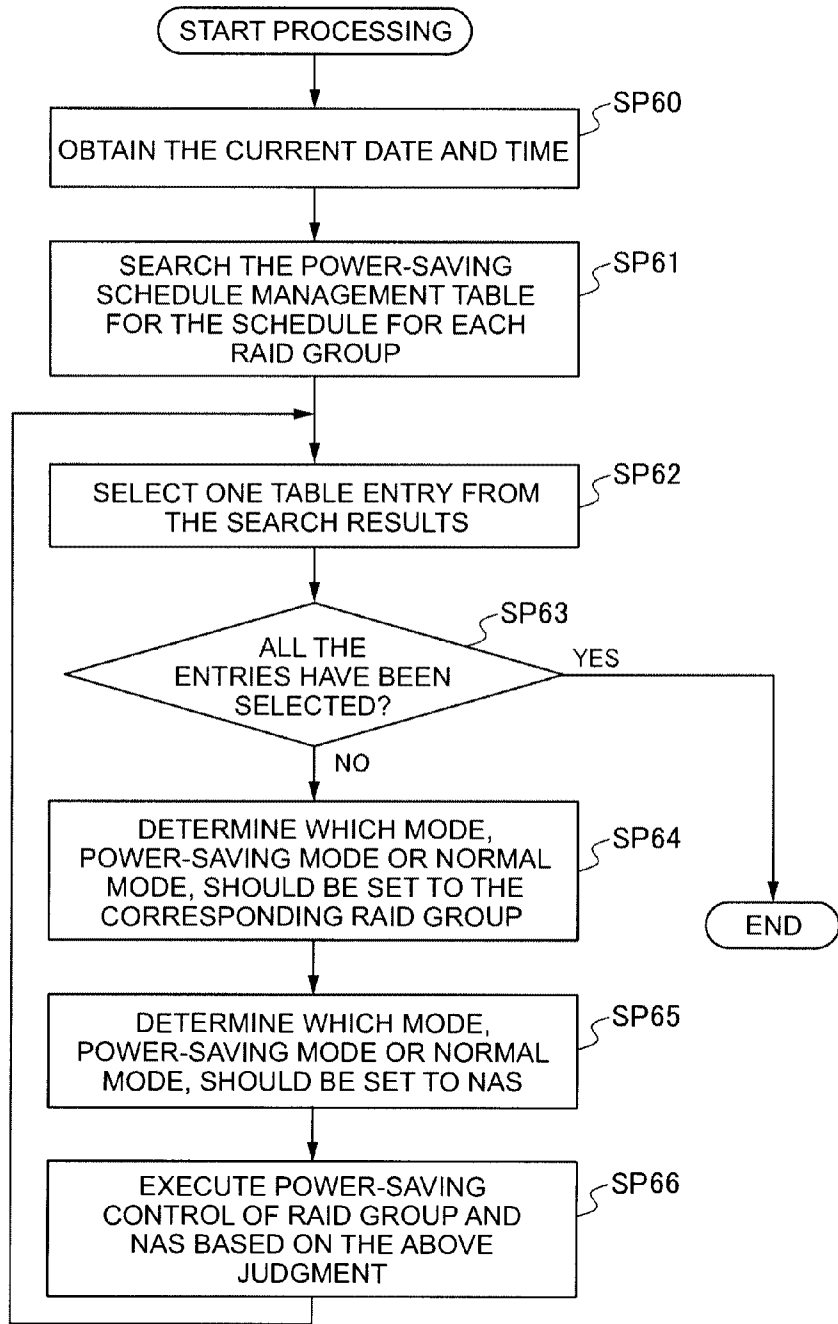 START PROCESSING
SP60
OBTAIN THE CURRENT DATE AND TIME
SP61
SEARCH THE POWER-SAVING
SCHEDULE MANAGEMENT TABLE
FOR THE SCHEDULE FOR EACH
RAID GROUP
SP62
SELECT ONE TABLE ENTRY FROM
THE SEARCH RESULTS
SP63
ALL THE
ENTRIES HAVE BEEN
SELECTED?
YES
NO
DETERMINE WHICH MODE,
POWER-SAVING MODE OR NORMAL
MODE, SHOULD BE SET TO THE
CORRESPONDING RAID GROUP
SP64
END
DETERMINE WHICH MODE,
POWER-SAVING MODE OR NORMAL
MODE, SHOULD BE SET TO NAS
SP65
EXECUTE POWER-SAVING
CONTROL OF RAID GROUP AND
NAS BASED ON THE ABOVE
JUDGMENT
SP66